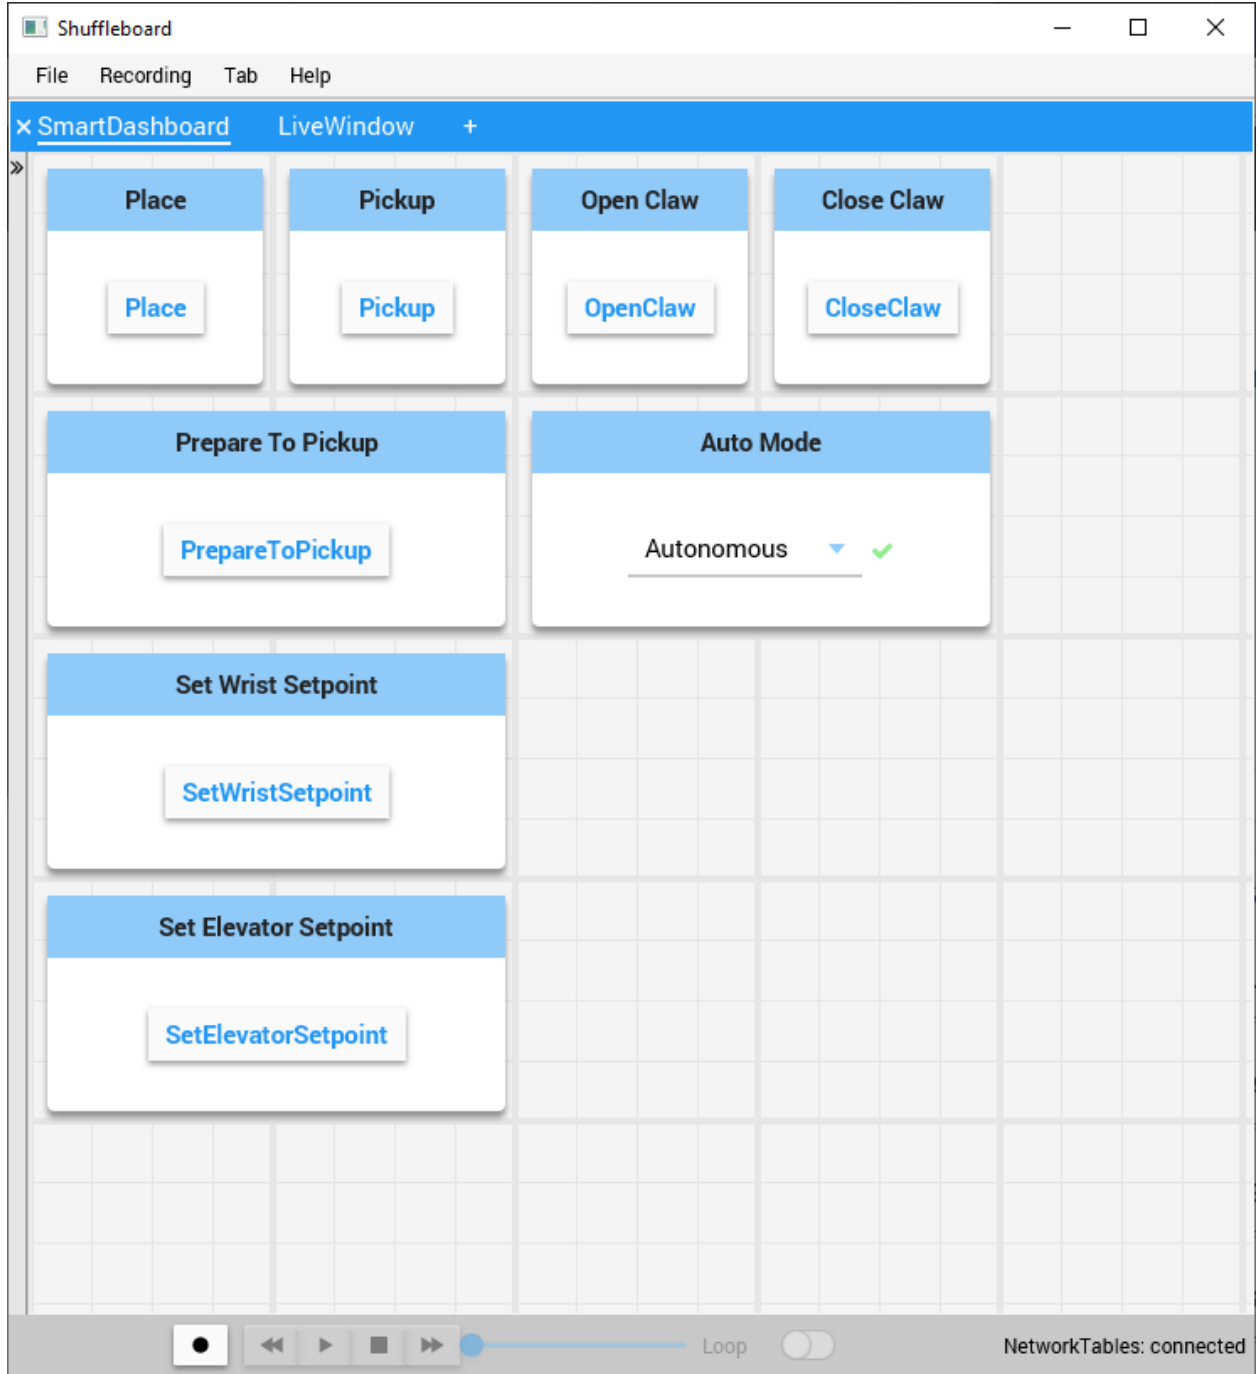 Shuffleboard
File Recording Tab Help
SmartDashboard LiveWindow +
Place Pickup Open Claw Close Claw
Place Pickup OpenClaw CloseClaw
Prepare To Pickup Auto Mode
PrepareToPickup Autonomous
Set Wrist Setpoint
SetWristSetpoint
Set Elevator Setpoint
SetElevatorSetpoint
Loop NetworkTables: connected